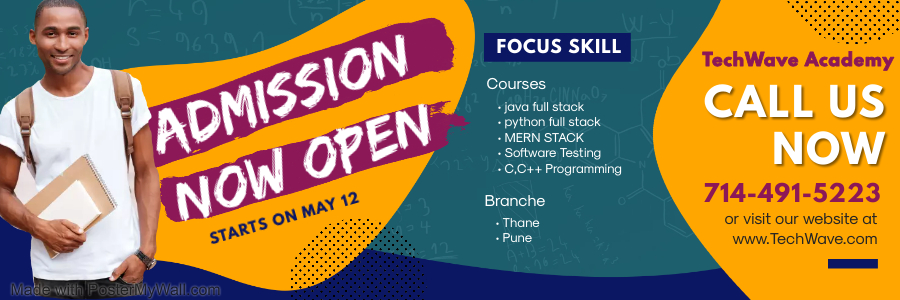 ADMISSION
NOW OPEN
STARTS ON MAY 12
FOCUS SKILL
Courses
• java full stack
• python full stack
• MERN STACK
• Software Testing
• C,C++ Programming
Branche
• Thane
• Pune
TechWave Academy
CALL US
NOW
714-491-5223
or visit our website at
www.TechWave.com
Made with PosterMyWall.com